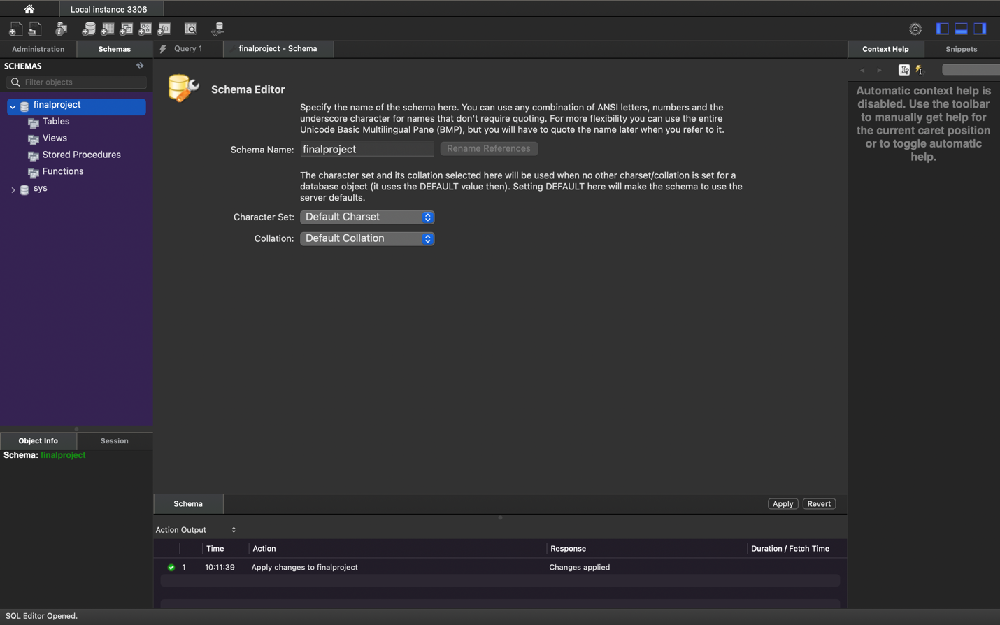 Local instance 3306
Administration
Schemas
Query 1
finalproject - Schema
Context Help
Snippets
SCHEMAS
Filter objects
finalproject
Tables
Views
Stored Procedures
Functions
sys
Schema Editor
Specify the name of the schema here. You can use any combination of ANSI letters, numbers and the
underscore character for names that don't require quoting. For more flexibility you can use the entire
Unicode Basic Multilingual Pane (BMP), but you will have to quote the name later when you refer to it.
Schema Name: finalproject Rename References
The character set and its collation selected here will be used when no other charset/collation is set for a
database object (it uses the DEFAULT value then). Setting DEFAULT here will make the schema to use the
server defaults.
Character Set: Default Charset
Collation: Default Collation
Automatic context help is
disabled. Use the toolbar
to manually get help for
the current caret position
or to toggle automatic
help.
Object Info
Session
Schema: finalproject
Schema
Apply
Revert
Action Output
Time Action Response Duration / Fetch Time
1 10:11:39 Apply changes to finalproject Changes applied
SQL Editor Opened.